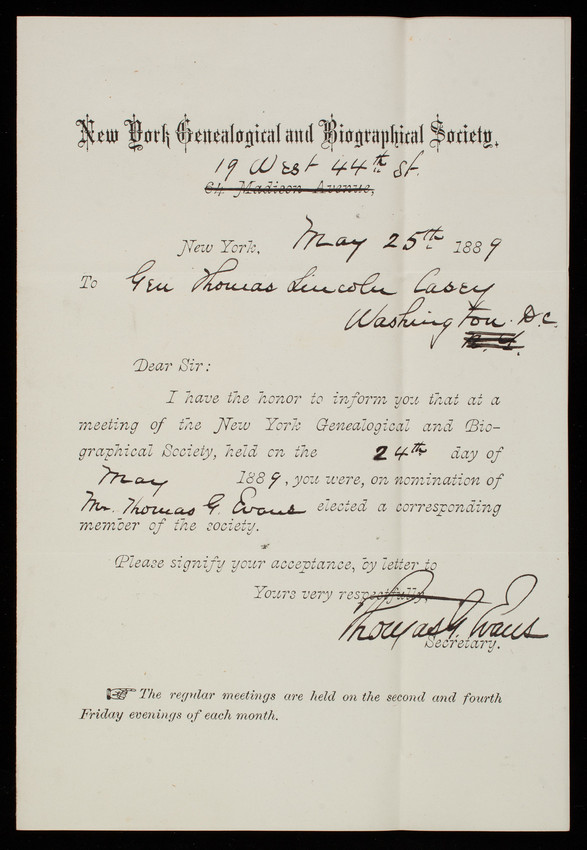 New York Genealogical and Biographical Society,
19 West 44th St.
64 Madison Avenue,
New York, May 25th 1889
To Gen Thomas Lincoln Casey
Washington D.C.
N.Y.
Dear Sir:
I have the honor to inform you that at a
meeting of the New York Genealogical and Bio-
graphical Society, held on the 24th day of
May 1889, you were, on nomination of
Mr. Thomas G. Evans elected a corresponding
member of the society.
Please signify your acceptance, by letter to
Yours very respectfully,
Thomas G. Evans
Secretary.
☞ The regular meetings are held on the second and fourth
Friday evenings of each month.